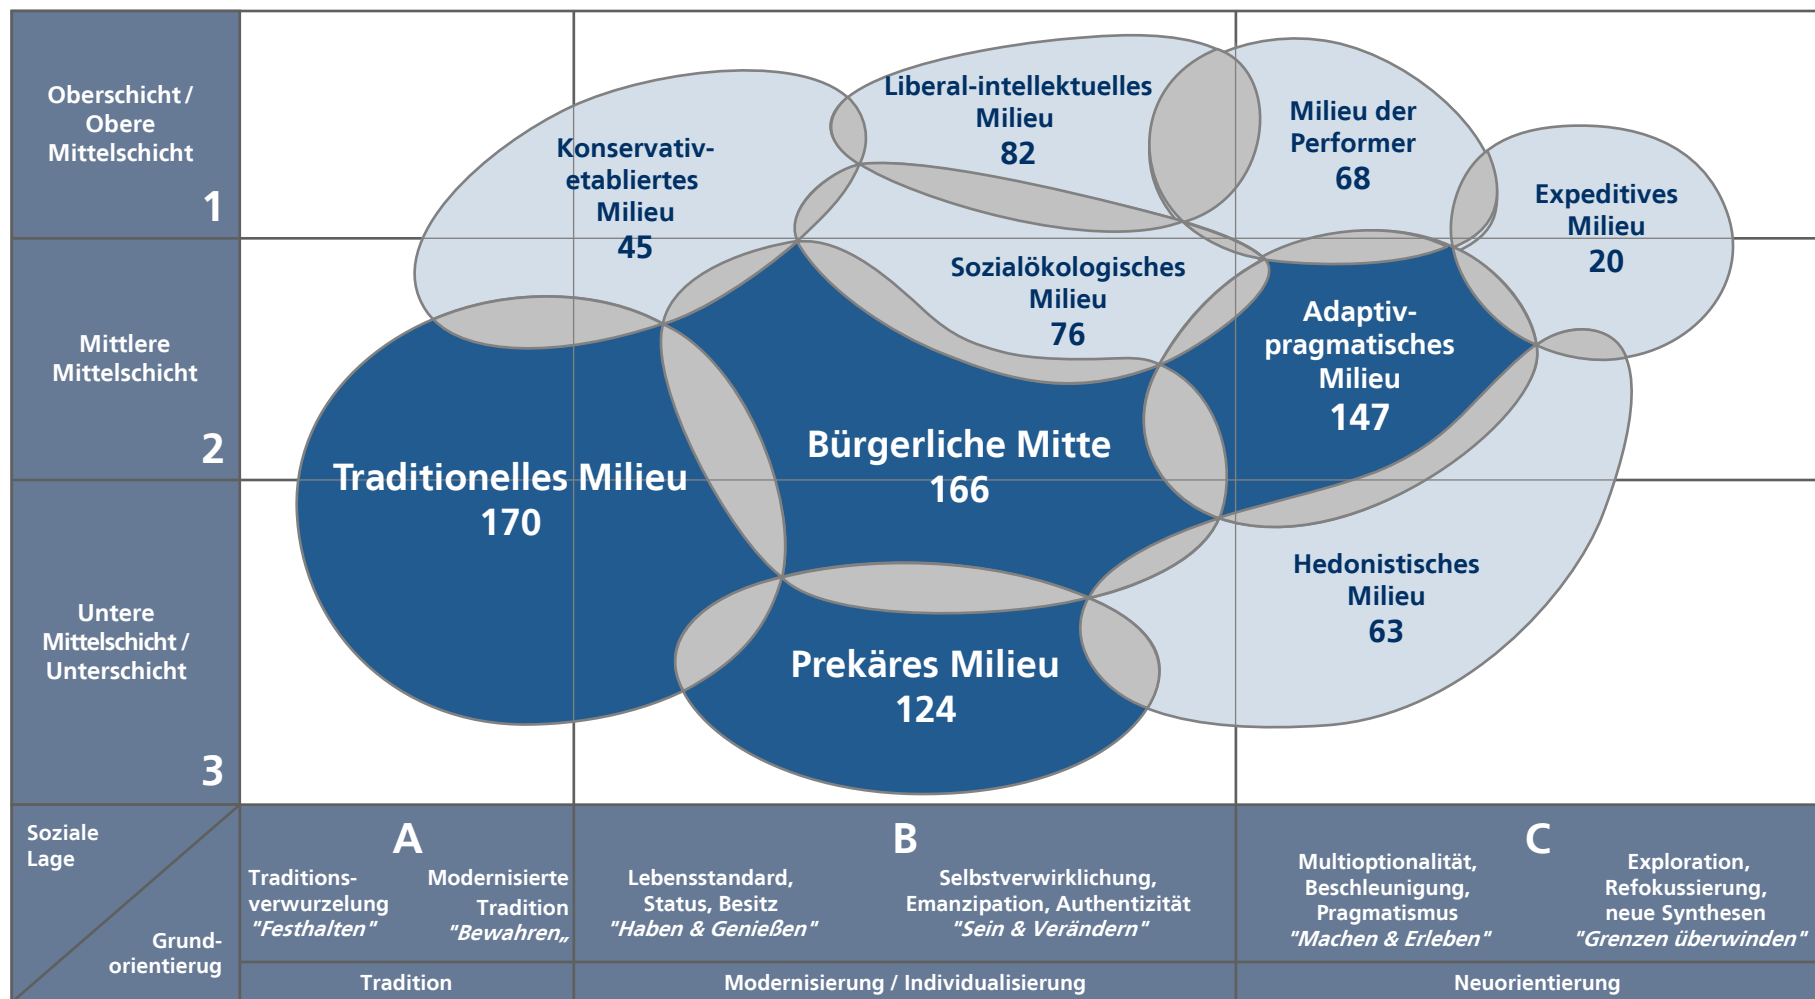 Oberschicht /
Obere
Mittelschicht
1
Mittlere
Mittelschicht
2
Untere
Mittelschicht /
Unterschicht
3
Konservativ-
etabliertes
Milieu
45
Liberal-intellektuelles
Milieu
82
Milieu der
Performer
68
Expeditives
Milieu
20
Sozialökologisches
Milieu
76
Adaptiv-
pragmatisches
Milieu
147
Traditionelles Milieu
170
Bürgerliche Mitte
166
Hedonistisches
Milieu
63
Prekäres Milieu
124
Soziale
Lage
Grund-
orientierug
A
Traditions-
verwurzelung
"Festhalten"
Modernisierte
Tradition
"Bewahren„
B
Lebensstandard,
Status, Besitz
"Haben & Genießen"
Selbstverwirklichung,
Emanzipation, Authentizität
"Sein & Verändern"
C
Multioptionalität,
Beschleunigung,
Pragmatismus
"Machen & Erleben"
Exploration,
Refokussierung,
neue Synthesen
"Grenzen überwinden"
Tradition
Modernisierung / Individualisierung
Neuorientierung